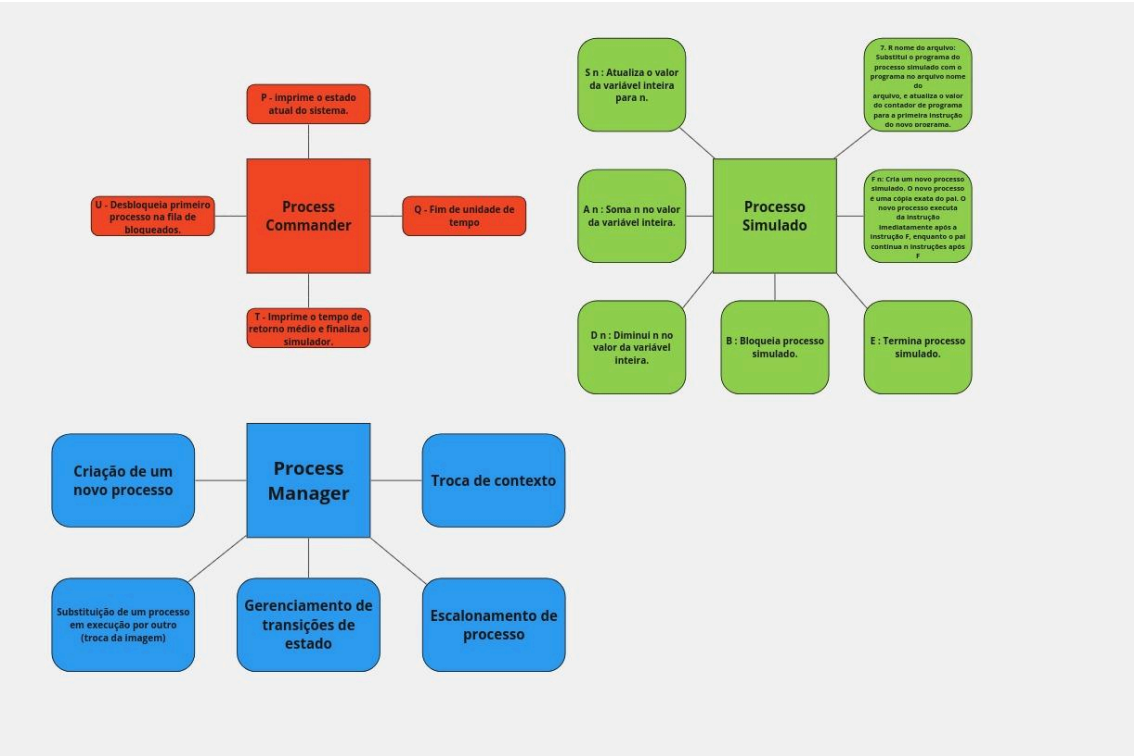 P - imprime o estado
atual do sistema.
U - Desbloqueia primeiro
processo na fila de
bloqueados.
Process
Commander
Q - Fim de unidade de
tempo
T - Imprime o tempo de
retorno médio e finaliza o
simulador.
S n : Atualiza o valor
da variável inteira
para n.
7. R nome do arquivo:
Substitui o programa do
processo simulado com o
programa no arquivo nome
do
arquivo, e atualiza o valor
do contador de programa
para a primeira instrução
do novo programa.
A n : Soma n no valor
da variável inteira.
Processo
Simulado
F n: Cria um novo processo
simulado. O novo processo
é uma cópia exata do pai. O
novo processo executa
da instrução
imediatamente após a
instrução F, enquanto o pai
continua n instruções após
F
D n : Diminui n no
valor da variável
inteira.
B : Bloqueia processo
simulado.
E : Termina processo
simulado.
Criação de um
novo processo
Process
Manager
Troca de contexto
Substituição de um processo
em execução por outro
(troca da imagem)
Gerenciamento de
transições de
estado
Escalonamento de
processo